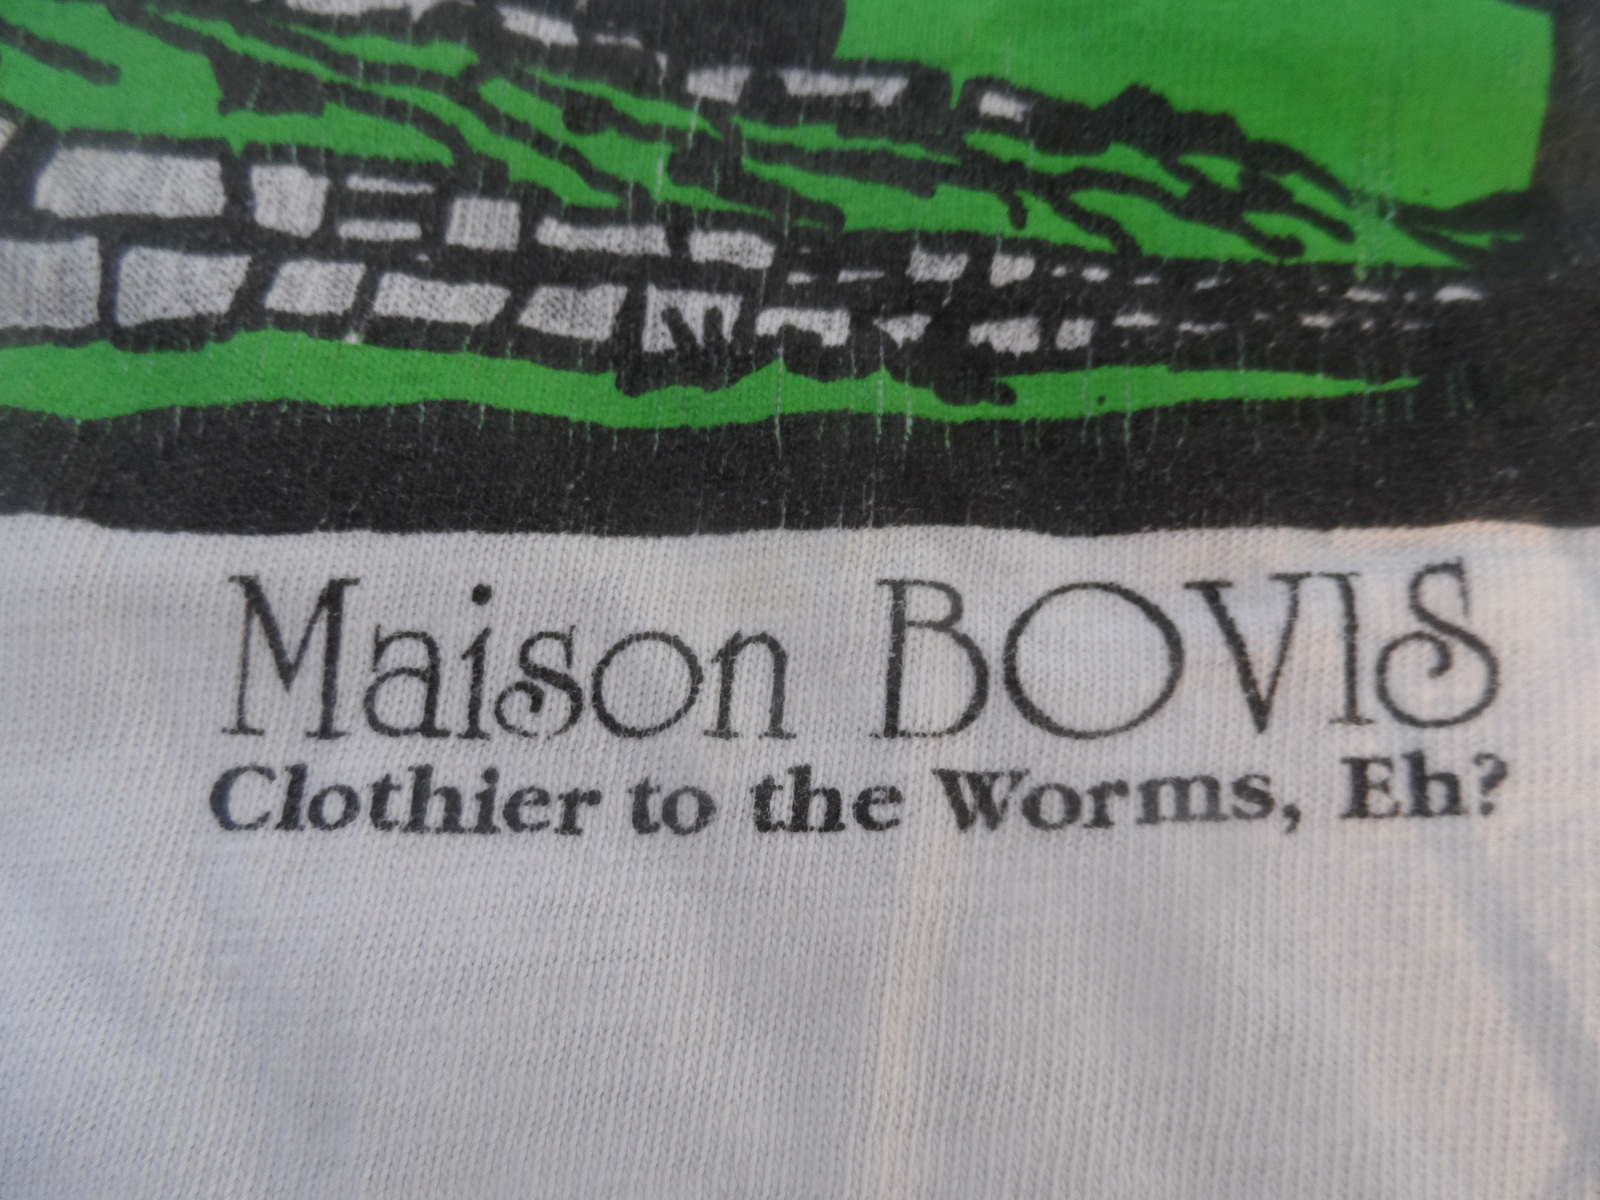 Maison BOVIS
Clothier to the Worms, Eh?